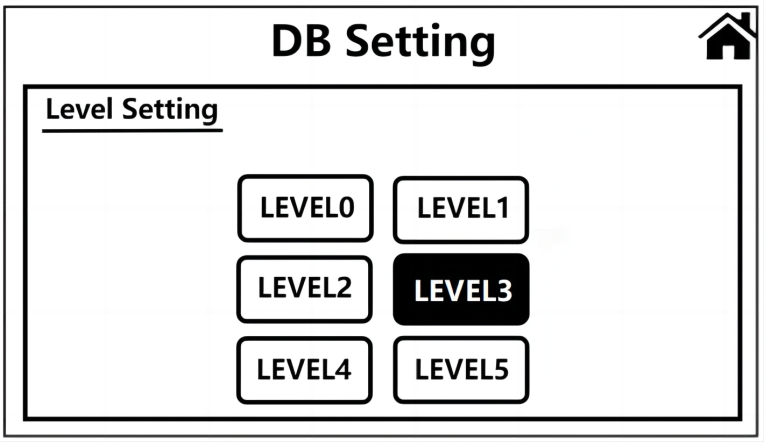 DB Setting
Level Setting
LEVEL0 LEVEL1
LEVEL2 LEVEL3
LEVEL4 LEVEL5